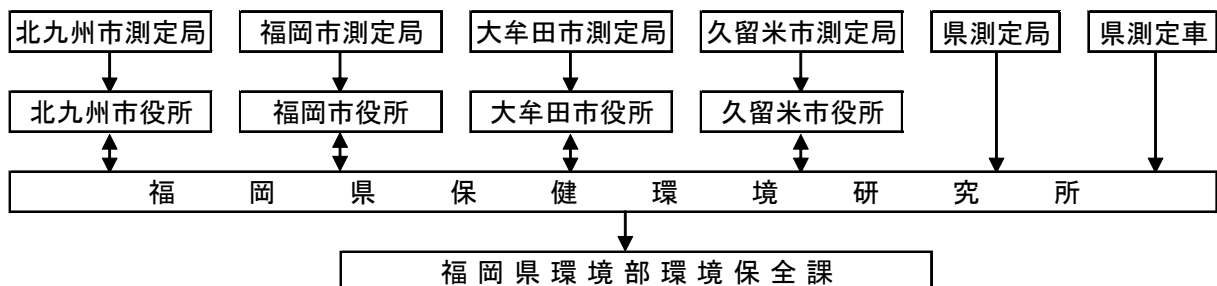 北九州市測定局 福岡市測定局 大牟田市測定局 久留米市測定局 県測定局 県測定車
北九州市役所 福岡市役所 大牟田市役所 久留米市役所
福岡県保健環境研究所
福岡県環境部環境保全課